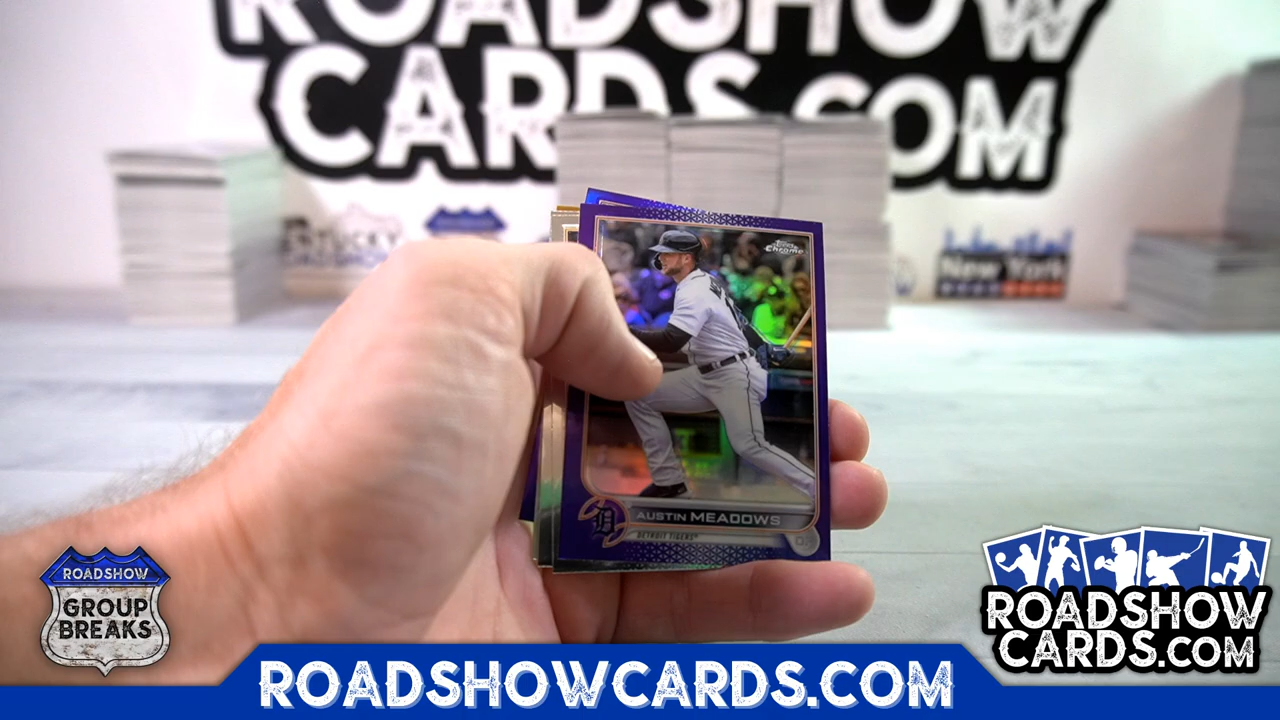 ROADSHOW
CARDS.COM
New York
Topps
Chrome
AUSTIN MEADOWS
DETROIT TIGERS
ROADSHOW
GROUP
BREAKS
ROADSHOW
CARDS.COM
ROADSHOWCARDS.COM